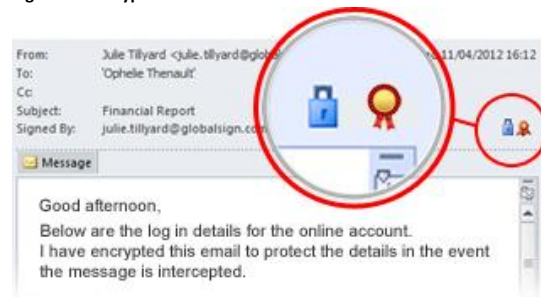 From: Julie Tillyard <julie.tillyard@glob 11/04/2012 16:12
To: 'Ophelie Thenault'
Cc:
Subject: Financial Report
Signed By: julie.tillyard@globalsign.com
Message
Good afternoon,
Below are the log in details for the online account.
I have encrypted this email to protect the details in the event
the message is intercepted.